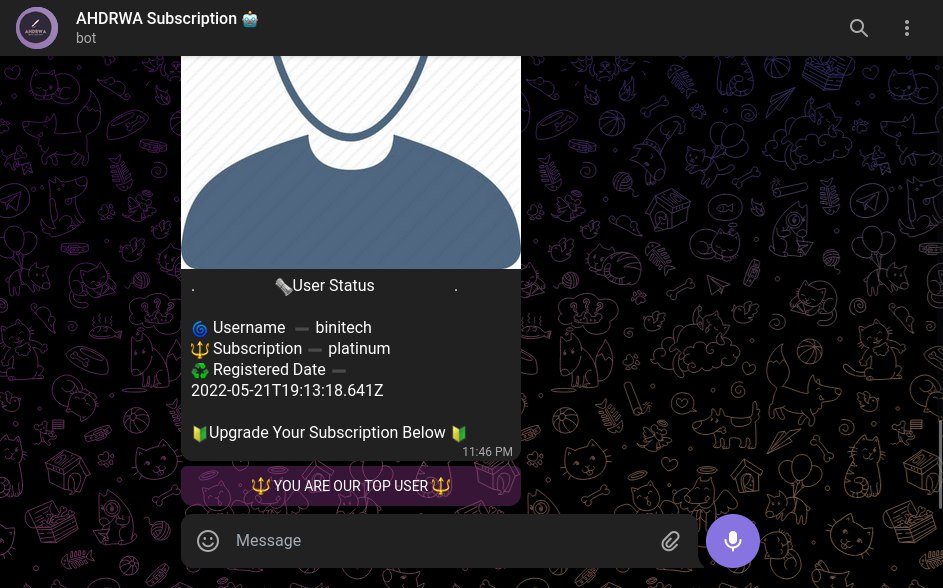 AHDRWA Subscription 🤖
bot
AHDRWA
. 🗞️User Status .
🌀 Username ➖ binitech
🔱 Subscription ➖ platinum
♻️ Registered Date ➖
2022-05-21T19:13:18.641Z
🔰Upgrade Your Subscription Below 🔰
11:46 PM
🔱 YOU ARE OUR TOP USER 🔱
Message